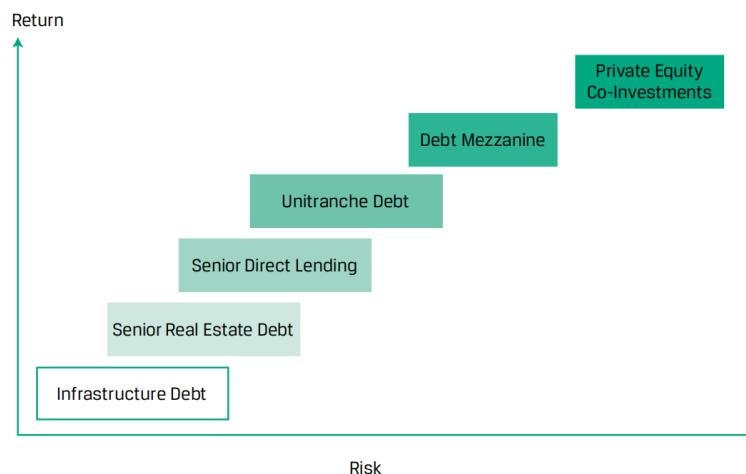 Return
Private Equity
Co-Investments
Debt Mezzanine
Unitranche Debt
Senior Direct Lending
Senior Real Estate Debt
Infrastructure Debt
Risk